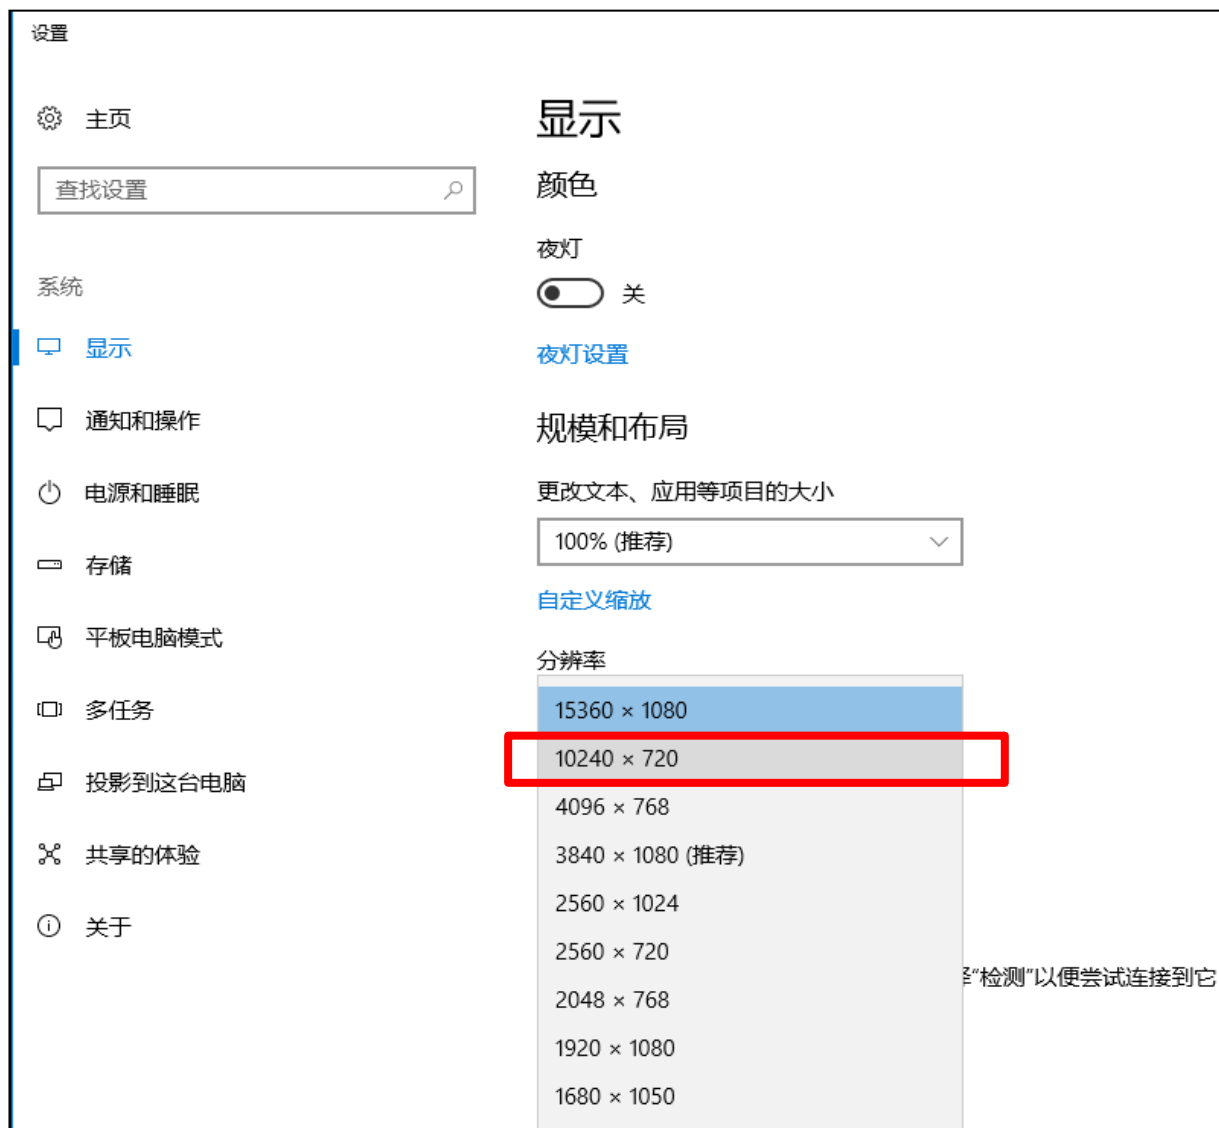 设置
主页
查找设置
系统
显示
通知和操作
电源和睡眠
存储
平板电脑模式
多任务
投影到这台电脑
共享的体验
关于
显示
颜色
夜灯
关
夜灯设置
规模和布局
更改文本、应用等项目的大小
100% (推荐)
自定义缩放
分辨率
15360 × 1080
10240 × 720
4096 × 768
3840 × 1080 (推荐)
2560 × 1024
2560 × 720
"检测"以便尝试连接到它
2048 × 768
1920 × 1080
1680 × 1050